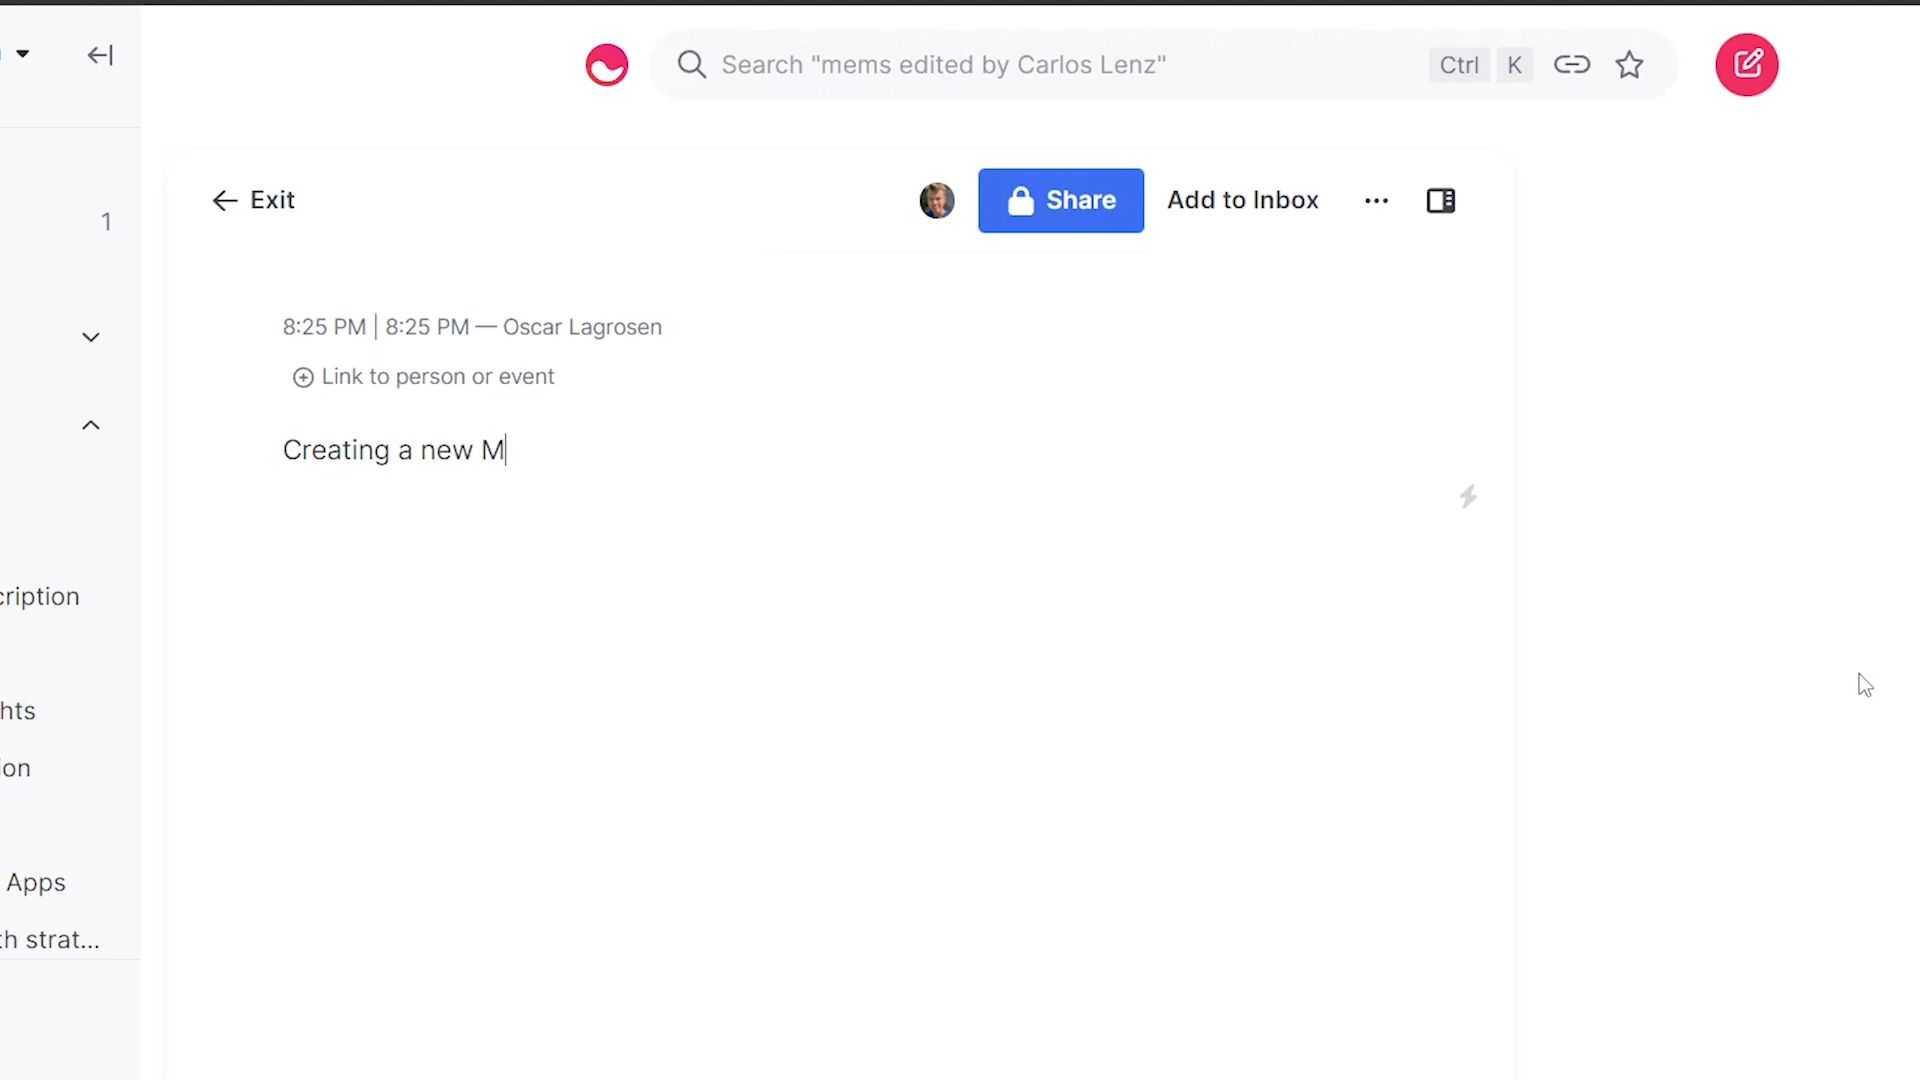 Search "mems edited by Carlos Lenz"
Ctrl K
Exit
Share
Add to Inbox
1
8:25 PM | 8:25 PM — Oscar Lagrosen
Link to person or event
Creating a new M
cription
hts
ion
Apps
th strat...